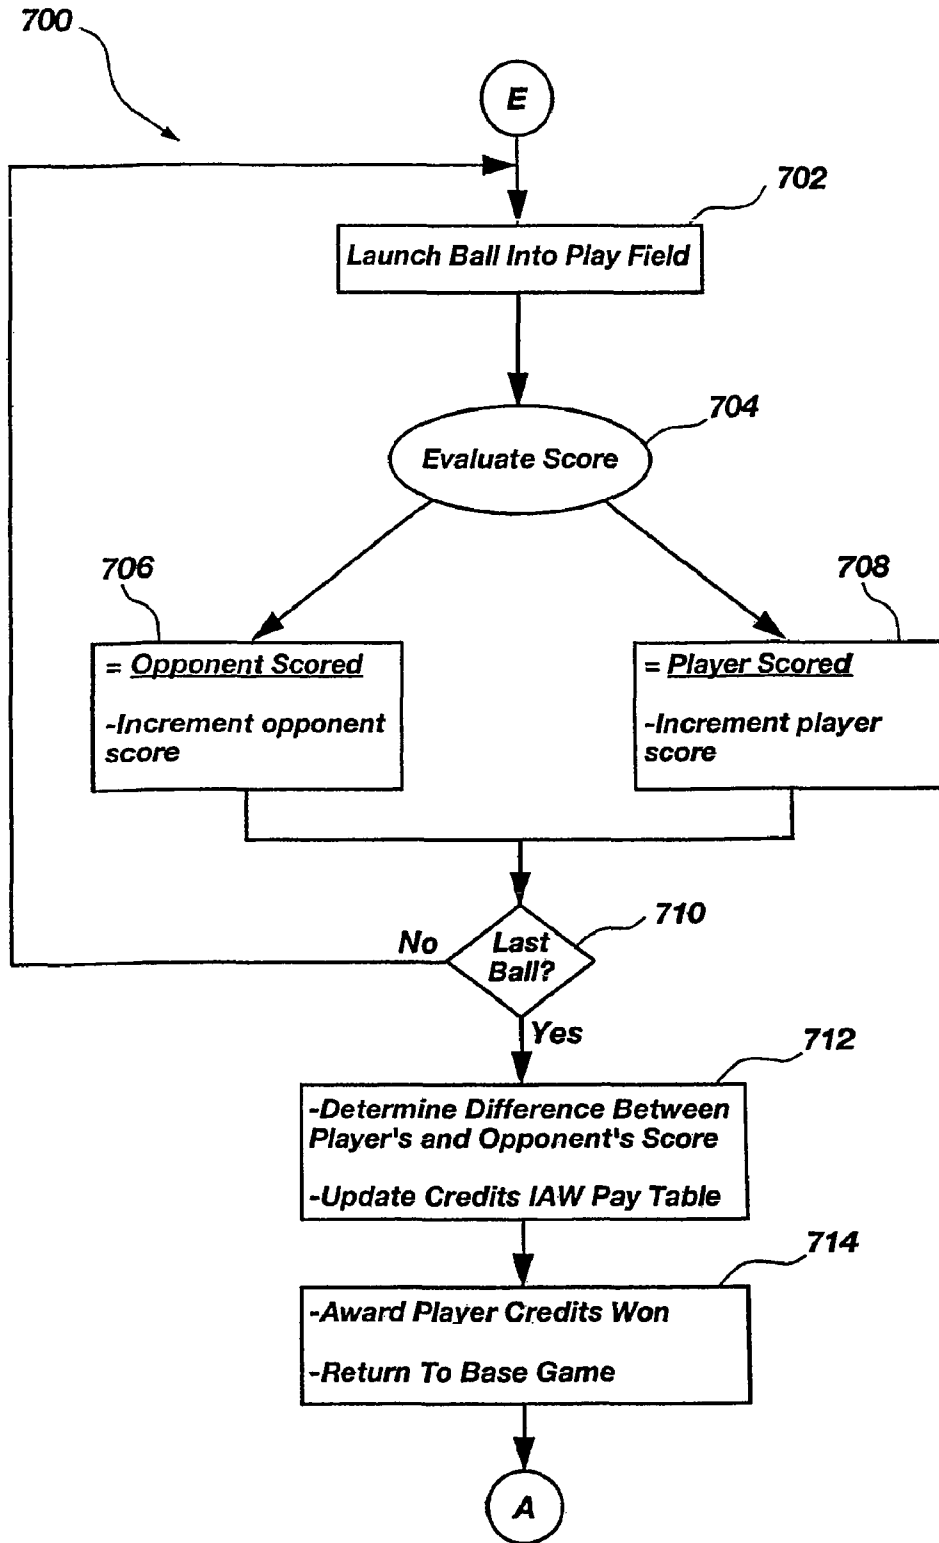 700
E
702
Launch Ball Into Play Field
704
Evaluate Score
706
= Opponent Scored
-Increment opponent
score
708
= Player Scored
-Increment player
score
710
No
Last
Ball?
Yes
712
-Determine Difference Between
Player's and Opponent's Score
-Update Credits IAW Pay Table
714
-Award Player Credits Won
-Return To Base Game
A